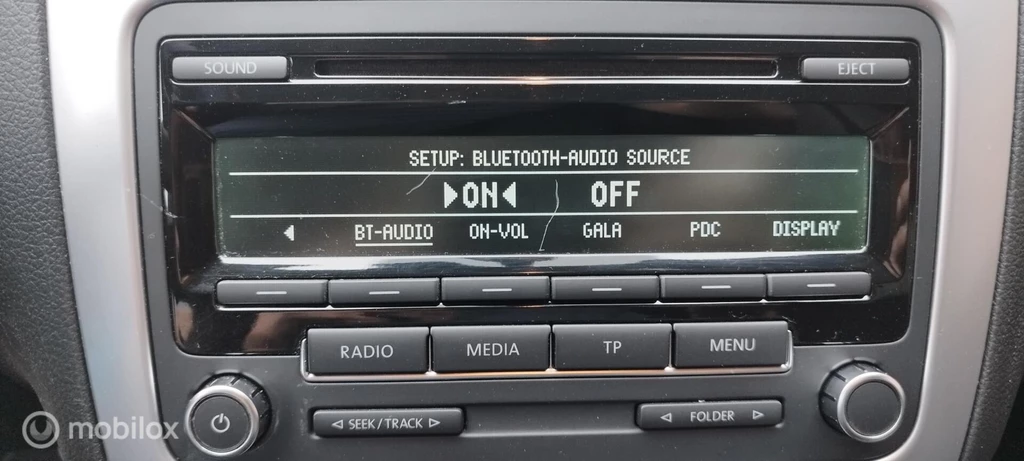 SOUND
EJECT
SETUP: BLUETOOTH-AUDIO SOURCE
ON OFF
BT-AUDIO ON-VOL GALA PDC DISPLAY
RADIO MEDIA TP MENU
SEEK/TRACK FOLDER
mobilox